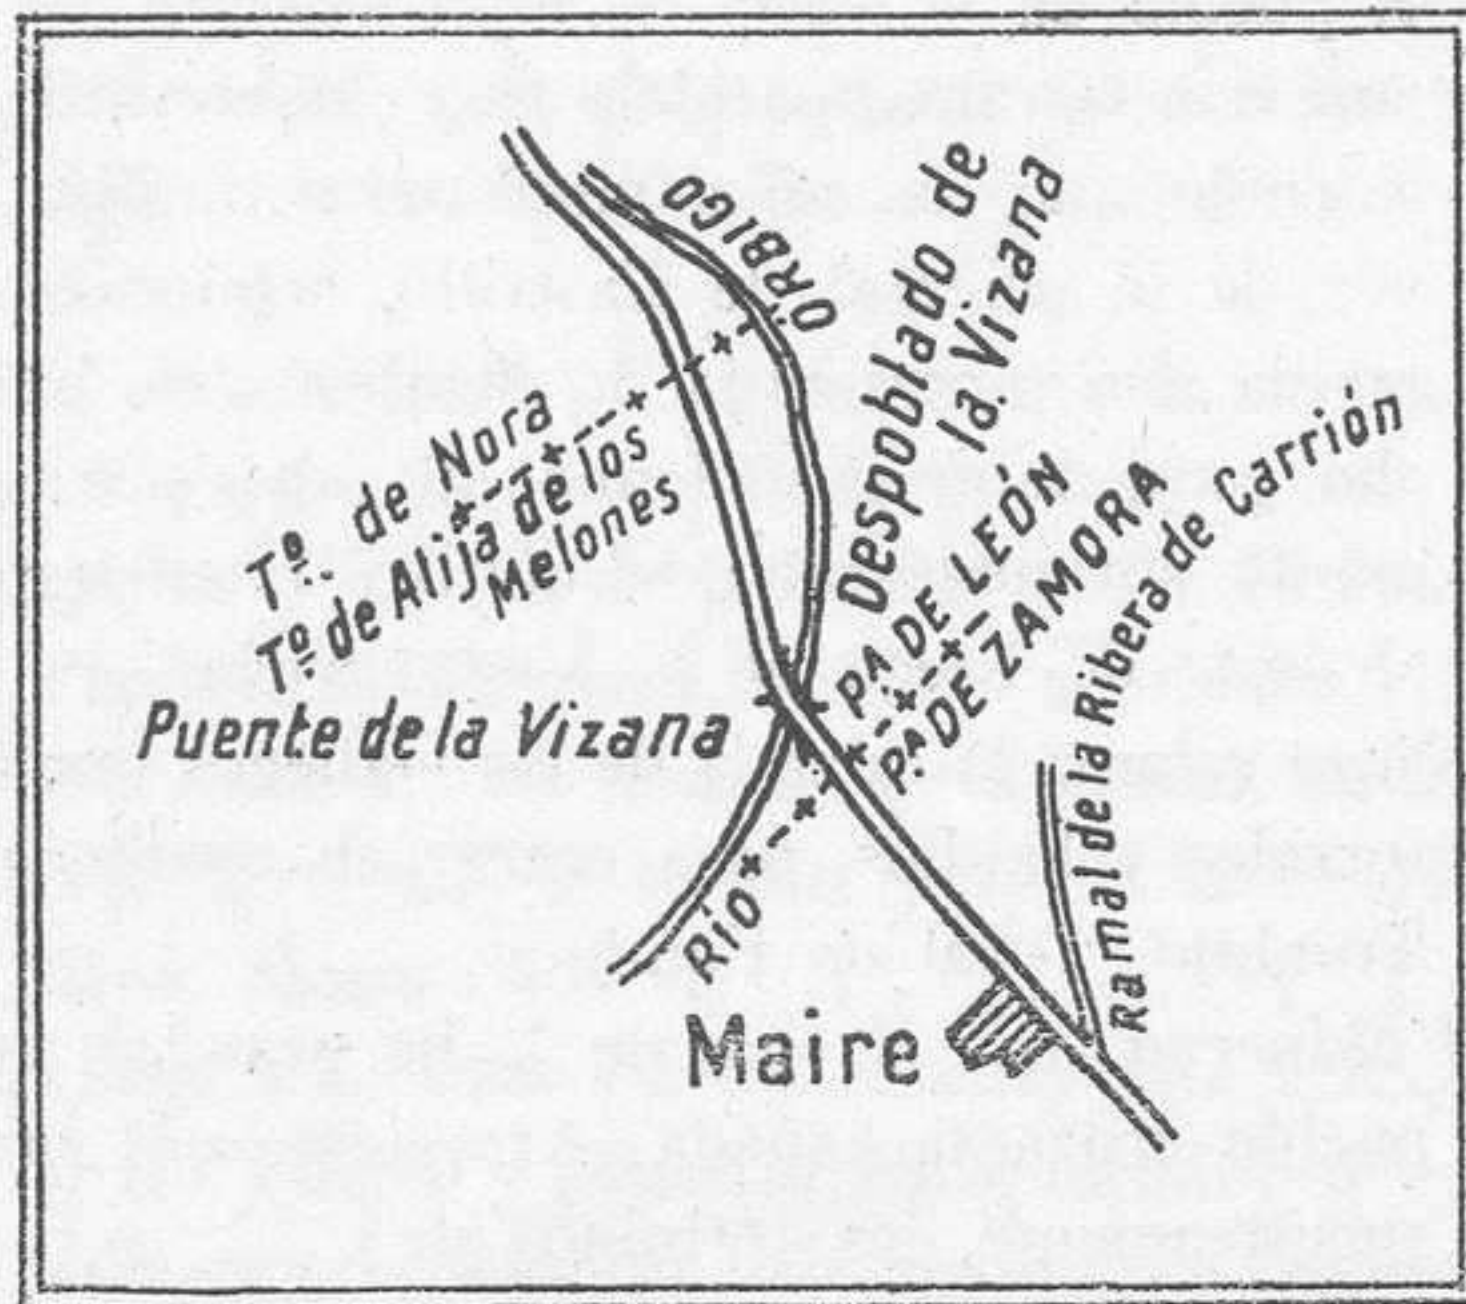 ÓRBIGO
Despoblado de
la. Vizana
Tº. de Nora
Tº. de Alija de los
Melones
Puente de la Vizana
Pª DE LEÓN
Pª. DE ZAMORA
Ramal de la Ribera de Carrión
Río
Maire